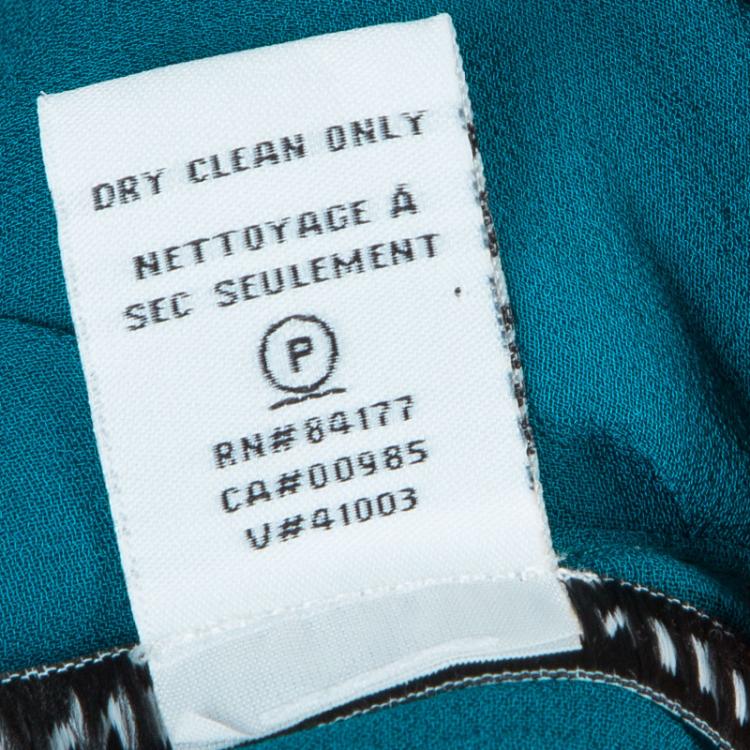 DRY CLEAN ONLY
NETTOYAGE À
SEC SEULEMENT
P
RN#84177
CA#00985
V#41003